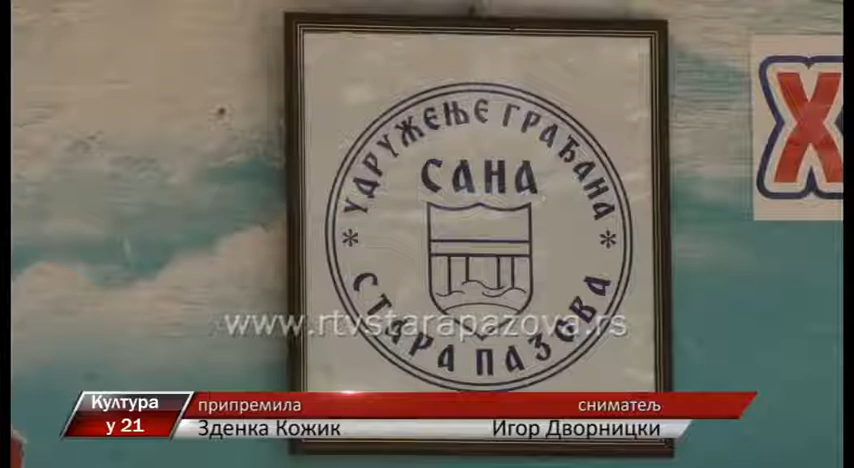 УДРУЖЕЊЕ ГРАЂАНА
САНА
* СТАРА ПАЗОВА *
Х
www.rtvstarapazova.rs
Култура
у 21
припремила
сниматељ
Зденка Кожик
Игор Дворницки